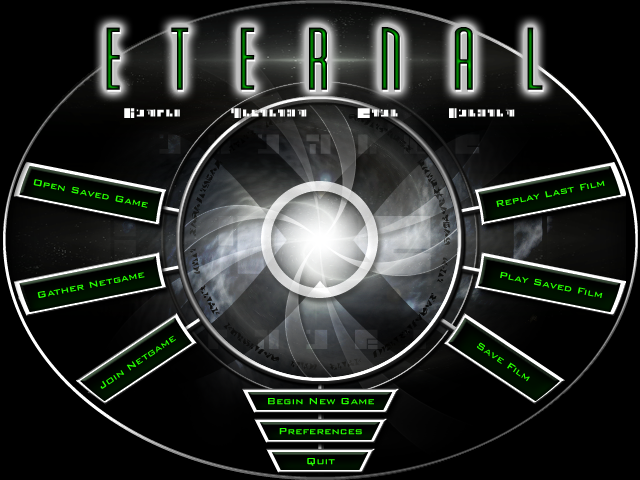 ETERNAL
Open Saved Game
Replay Last Film
Gather Netgame
Play Saved Film
Join Netgame
Save Film
Begin New Game
Preferences
Quit